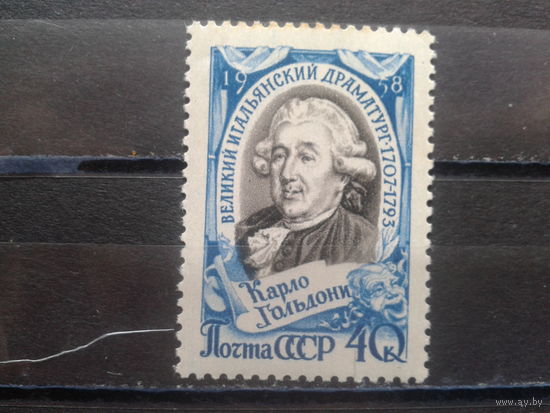 19 58
ВЕЛИКИЙ ИТАЛЬЯНСКИЙ ДРАМАТУРГ·1707-1793
Карло
Гольдони
Почта СССР 40К
www.ay.by